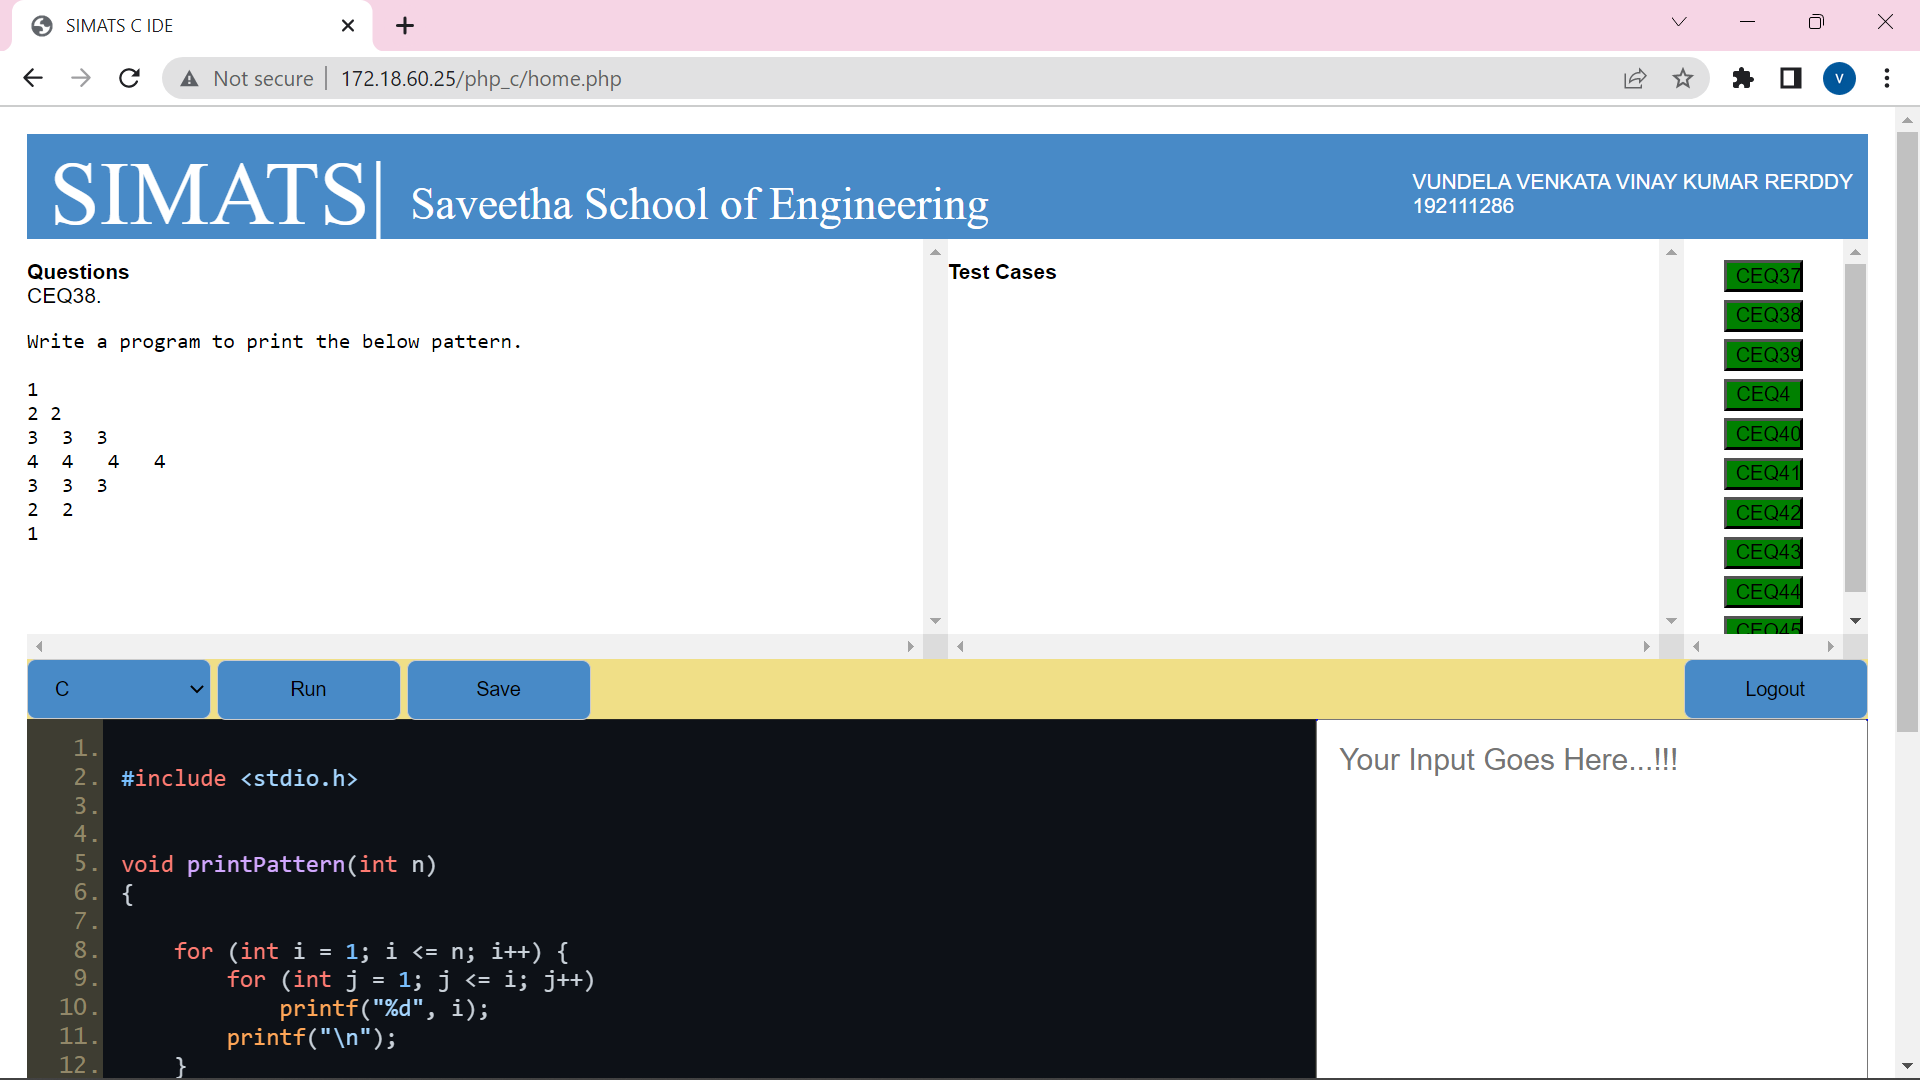 SIMATS C IDE
Not secure
172.18.60.25/php_c/home.php
V
SIMATS| Saveetha School of Engineering
VUNDELA VENKATA VINAY KUMAR RERDDY
192111286
Questions
CEQ38.
Write a program to print the below pattern.
1
2 2
3 3 3
4 4 4 4
3 3 3
2 2
1
Test Cases
CEQ37
CEQ38
CEQ39
CEQ4
CEQ40
CEQ41
CEQ42
CEQ43
CEQ44
CEQ45
C
Run
Save
Logout
1.
2. #include <stdio.h>
3.
4.
5. void printPattern(int n)
6. {
7.
8. for (int i = 1; i <= n; i++) {
9. for (int j = 1; j <= i; j++)
10. printf("%d", i);
11. printf("\n");
12. }
Your Input Goes Here...!!!